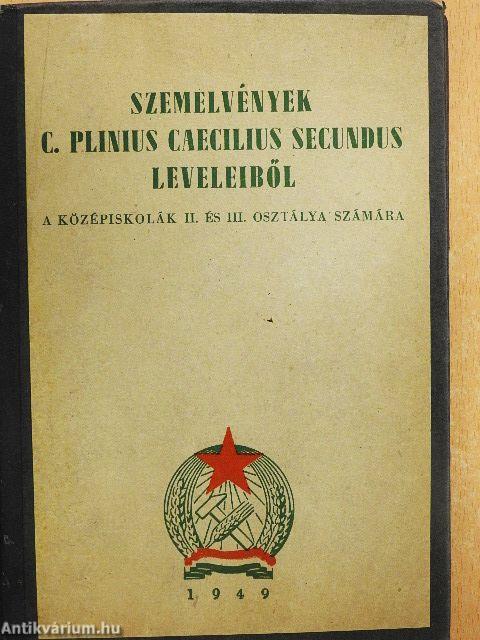 SZEMELVÉNYEK
C. PLINIUS CAECILIUS SECUNDUS
LEVELEIBŐL
A KÖZÉPISKOLÁK II. ÉS III. OSZTÁLYA SZÁMÁRA
1949
Antikvárium.hu